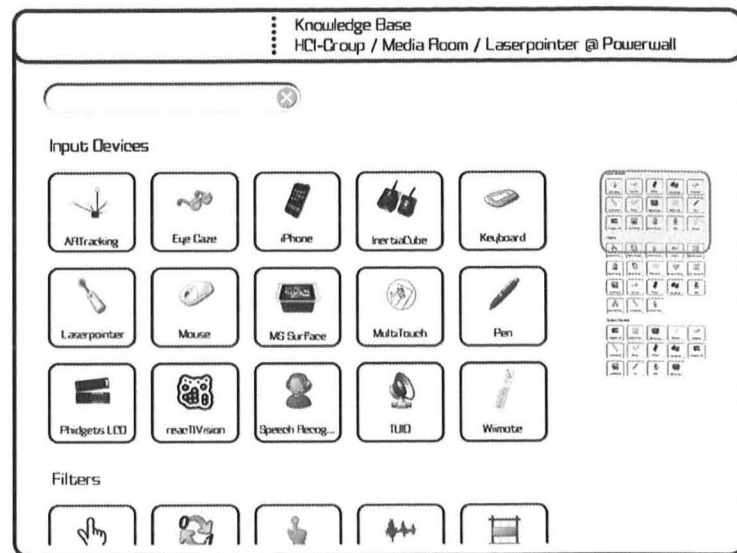 Knowledge Base
HCI-Group / Media Room / Laserpointer @ Powerwall
Input Devices
ARTracking
Eye Gaze
iPhone
InertiaCube
Keyboard
Laserpointer
Mouse
MS Surface
MultiTouch
Pen
Phidgets LCD
reacTIVision
Speech Recog...
TUIO
Wiimote
Filters